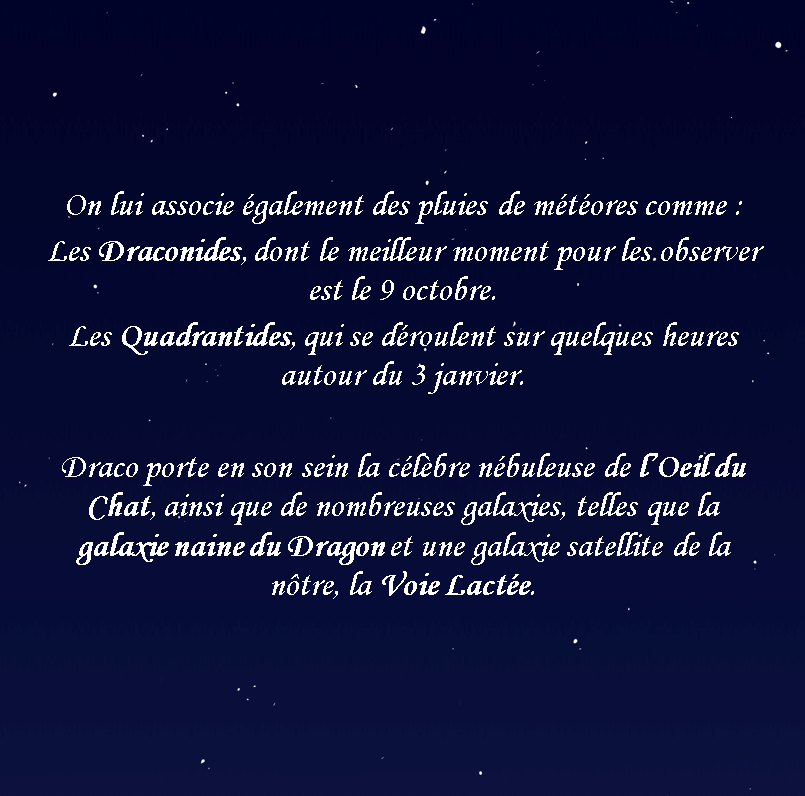 On lui associe également des pluies de météores comme :
Les Draconides, dont le meilleur moment pour les observer
est le 9 octobre.
Les Quadrantides, qui se déroulent sur quelques heures
autour du 3 janvier.
Draco porte en son sein la célèbre nébuleuse de l'Oeil du
Chat, ainsi que de nombreuses galaxies, telles que la
galaxie naine du Dragon et une galaxie satellite de la
nôtre, la Voie Lactée.